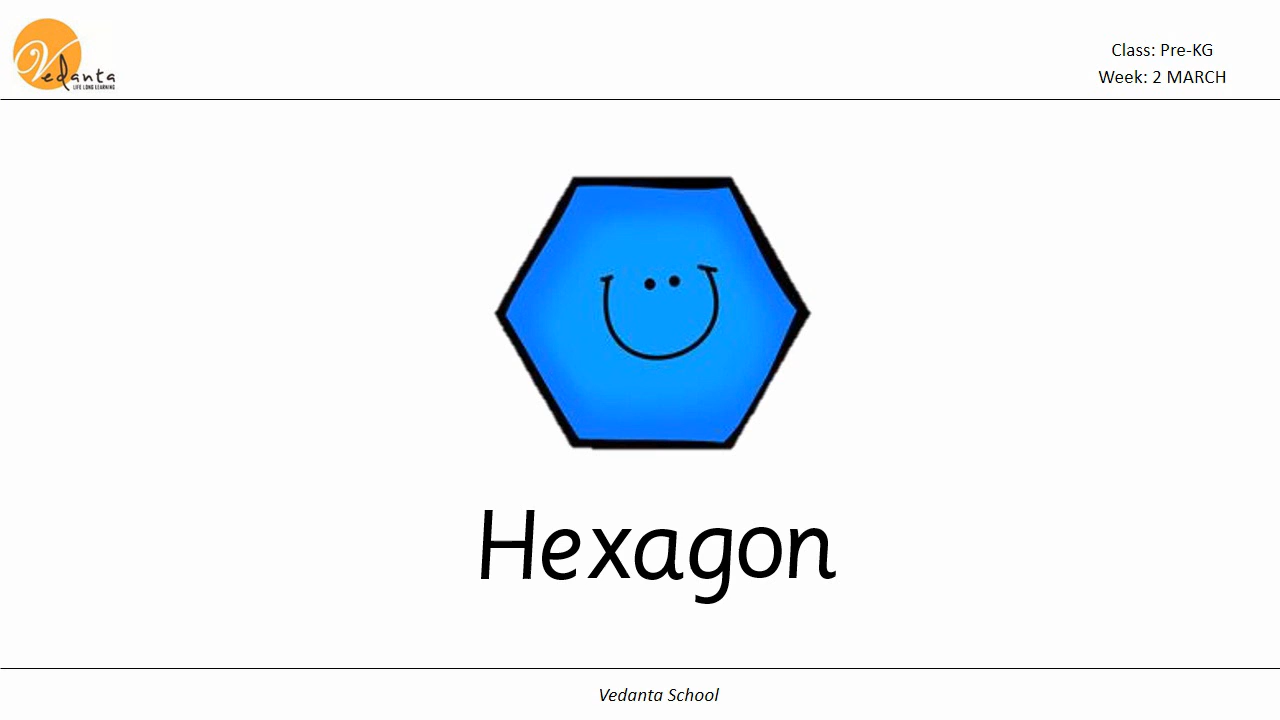 Vedanta
LIFE LONG LEARNING
Class: Pre-KG
Week: 2 MARCH
Hexagon
Vedanta School